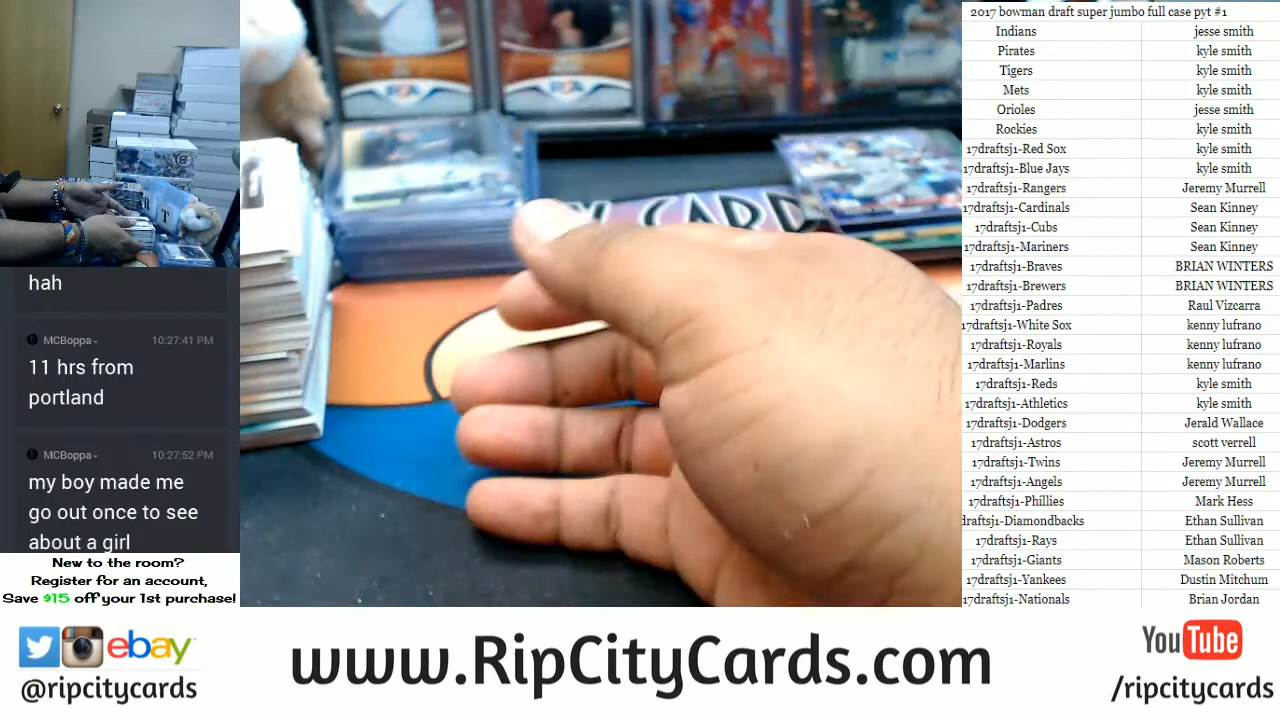 hah
MCBoppa
10:27:41 PM
11 hrs from
portland
MCBoppa
10:27:52 PM
my boy made me
go out once to see
about a girl
New to the room?
Register for an account,
Save $15 off your 1st purchase!
CARD
2017 bowman draft super jumbo full case pyt #1
Indians jesse smith
Pirates kyle smith
Tigers kyle smith
Mets kyle smith
Orioles jesse smith
Rockies kyle smith
17draftsj1-Red Sox kyle smith
17draftsj1-Blue Jays kyle smith
17draftsj1-Rangers Jeremy Murrell
17draftsj1-Cardinals Sean Kinney
17draftsj1-Cubs Sean Kinney
17draftsj1-Mariners Sean Kinney
17draftsj1-Braves BRIAN WINTERS
17draftsj1-Brewers BRIAN WINTERS
17draftsj1-Padres Raul Vizcarra
17draftsj1-White Sox kenny lufrano
17draftsj1-Royals kenny lufrano
17draftsj1-Marlins kenny lufrano
17draftsj1-Reds kyle smith
17draftsj1-Athletics kyle smith
17draftsj1-Dodgers Jerald Wallace
17draftsj1-Astros scott verrell
17draftsj1-Twins Jeremy Murrell
17draftsj1-Angels Jeremy Murrell
17draftsj1-Phillies Mark Hess
draftsj1-Diamondbacks Ethan Sullivan
17draftsj1-Rays Ethan Sullivan
17draftsj1-Giants Mason Roberts
17draftsj1-Yankees Dustin Mitchum
17draftsj1-Nationals Brian Jordan
ebay
@ripcitycards
www.RipCityCards.com
YouTube
/ripcitycards